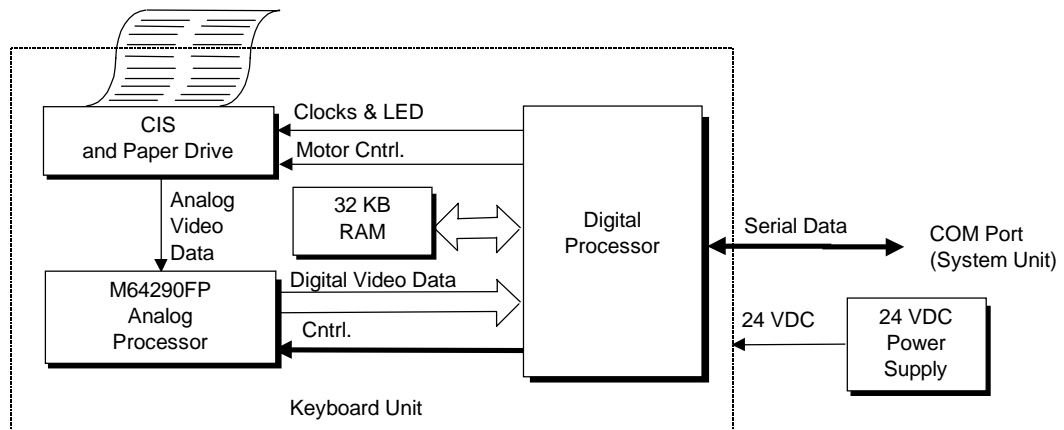 Clocks & LED
CIS
and Paper Drive
Motor Cntrl.
Analog
Video
Data
32 KB
RAM
Digital
Processor
Serial Data
COM Port
(System Unit)
M64290FP
Analog
Processor
Digital Video Data
Cntrl.
24 VDC
24 VDC
Power
Supply
Keyboard Unit